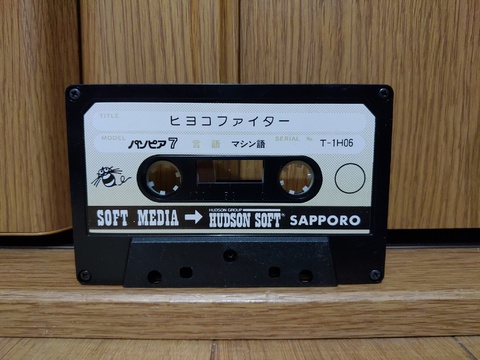 TITLE
ヒヨコファイター
MODEL パソピア7 言語 マシン語 SERIAL № T-1H06
HUDSON GROUP
SOFT MEDIA → HUDSON SOFT SAPPORO